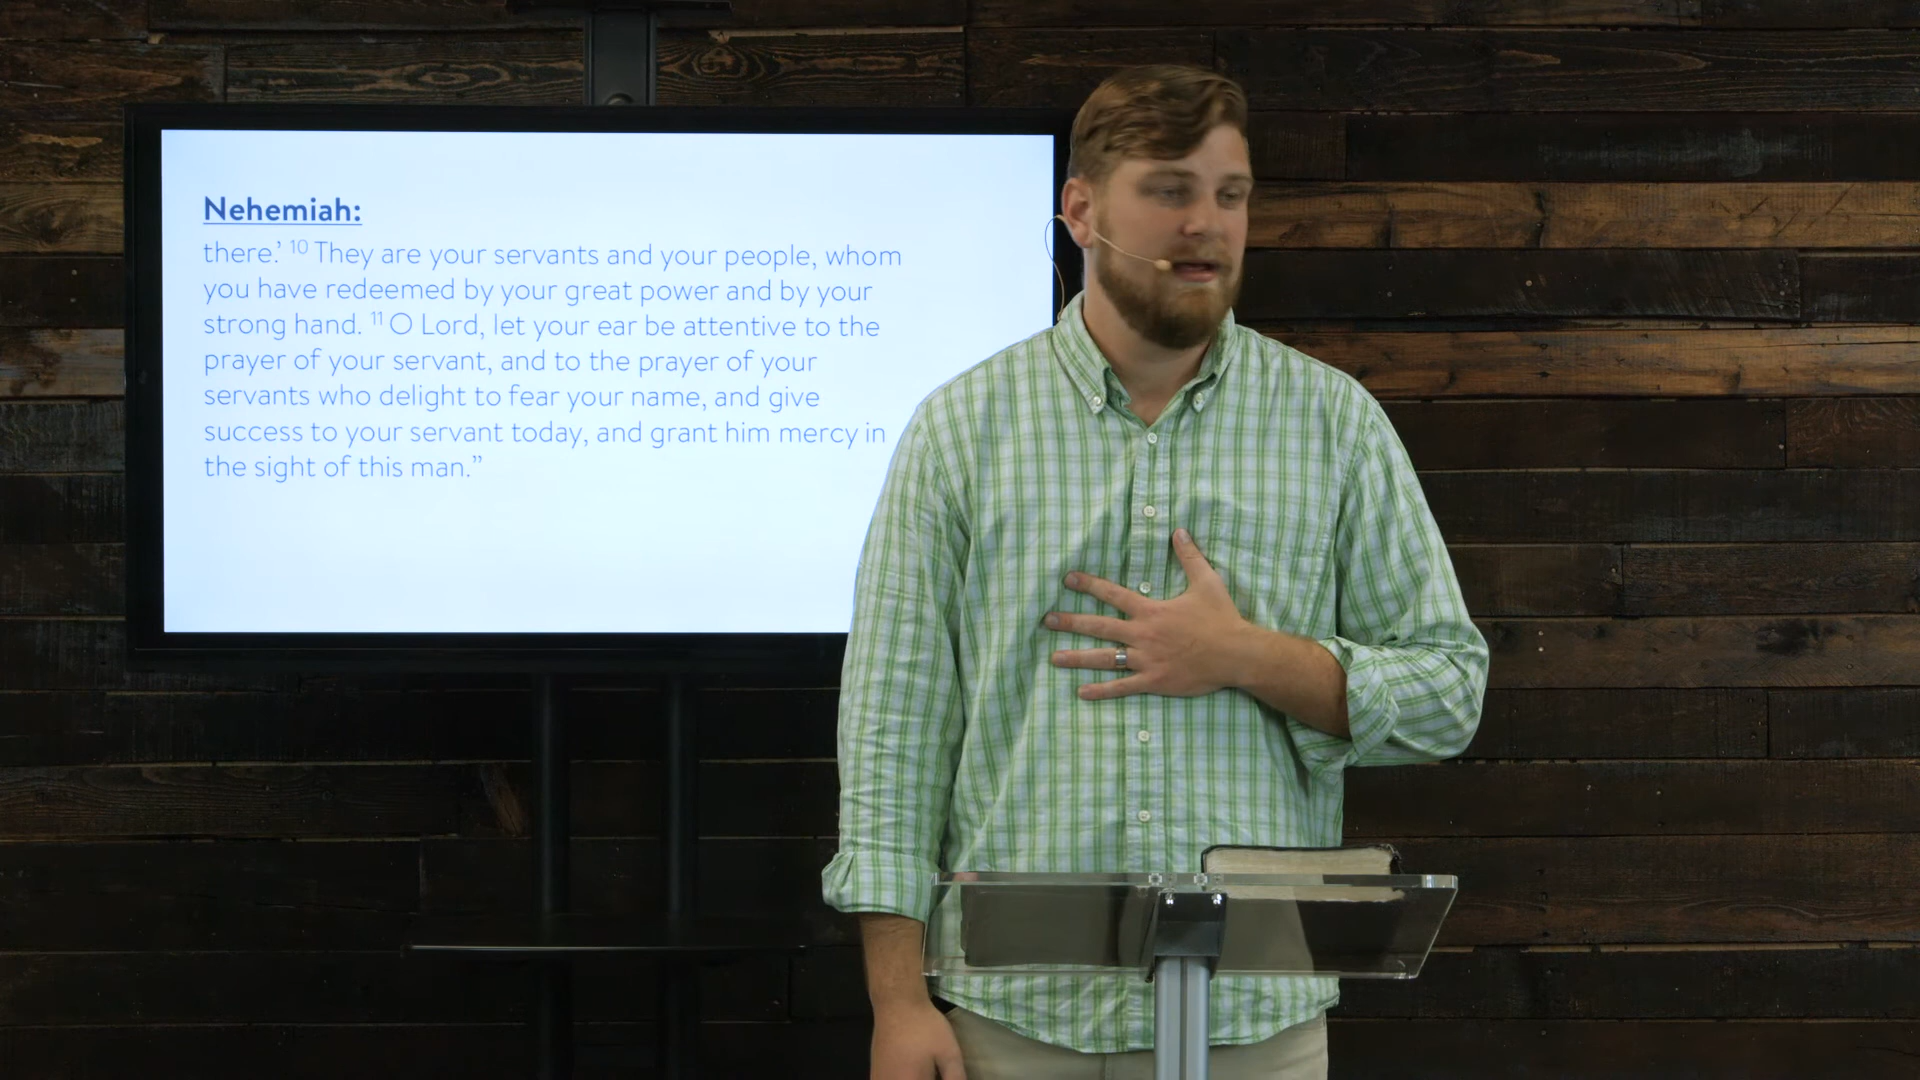 Nehemiah:
there.’ 10 They are your servants and your people, whom
you have redeemed by your great power and by your
strong hand. 11 O Lord, let your ear be attentive to the
prayer of your servant, and to the prayer of your
servants who delight to fear your name, and give
success to your servant today, and grant him mercy in
the sight of this man.”